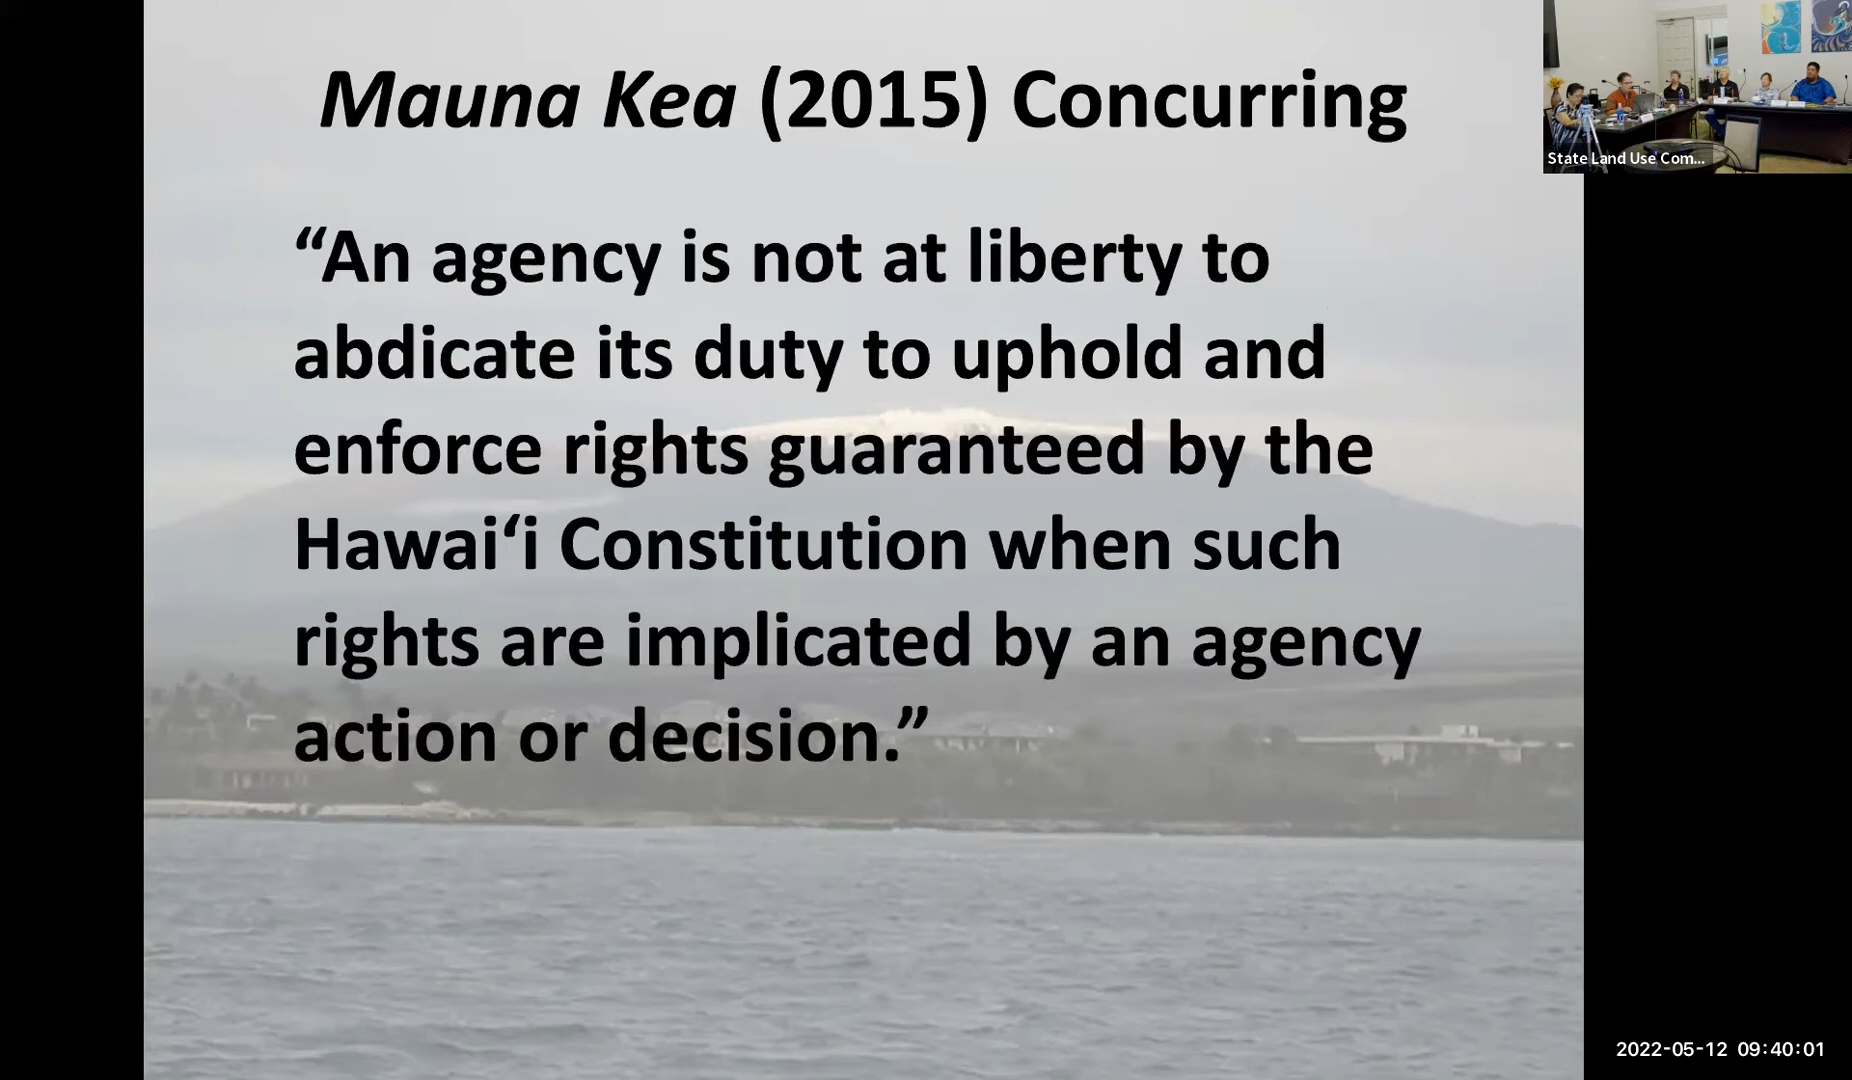 Mauna Kea (2015) Concurring
“An agency is not at liberty to
abdicate its duty to uphold and
enforce rights guaranteed by the
Hawaiʻi Constitution when such
rights are implicated by an agency
action or decision.”
State Land Use Com...
2022-05-12 09:40:01